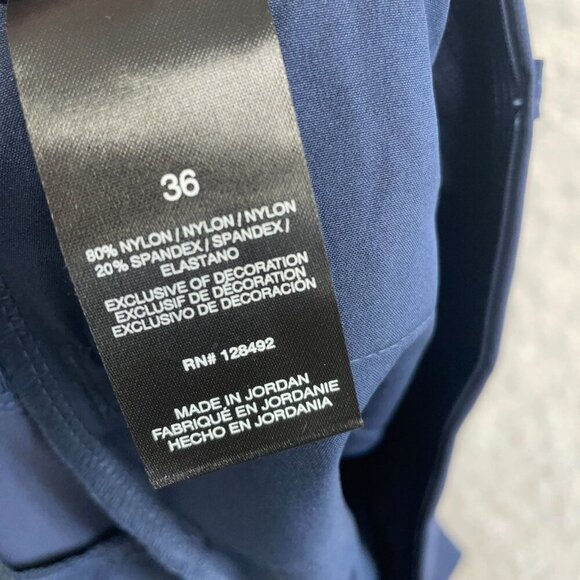 36
80% NYLON / NYLON / NYLON
20% SPANDEX / SPANDEX /
ELASTANO
EXCLUSIVE OF DECORATION
EXCLUSIF DE DÉCORATION
EXCLUSIVO DE DECORACIÓN
RN# 128492
MADE IN JORDAN
FABRIQUÉ EN JORDANIE
HECHO EN JORDANIA